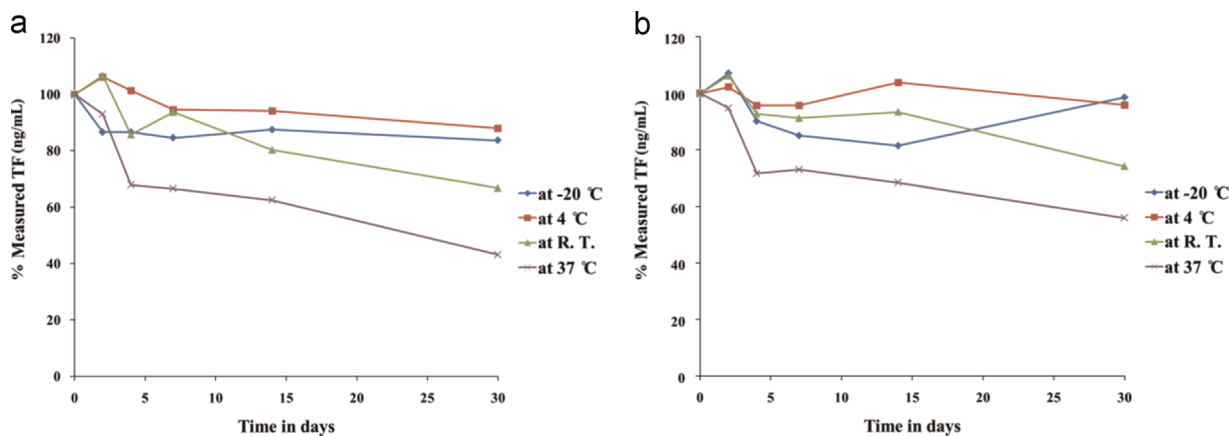 a
120
100
80
60
40
20
0
% Measured TF (ng/mL)
0 5 10 15 20 25 30
Time in days
at -20 ℃
at 4 ℃
at R. T.
at 37 ℃
b
120
100
80
60
40
20
0
% Measured TF (ng/mL)
0 5 10 15 20 25 30
Time in days
at -20 ℃
at 4 ℃
at R. T.
at 37 ℃